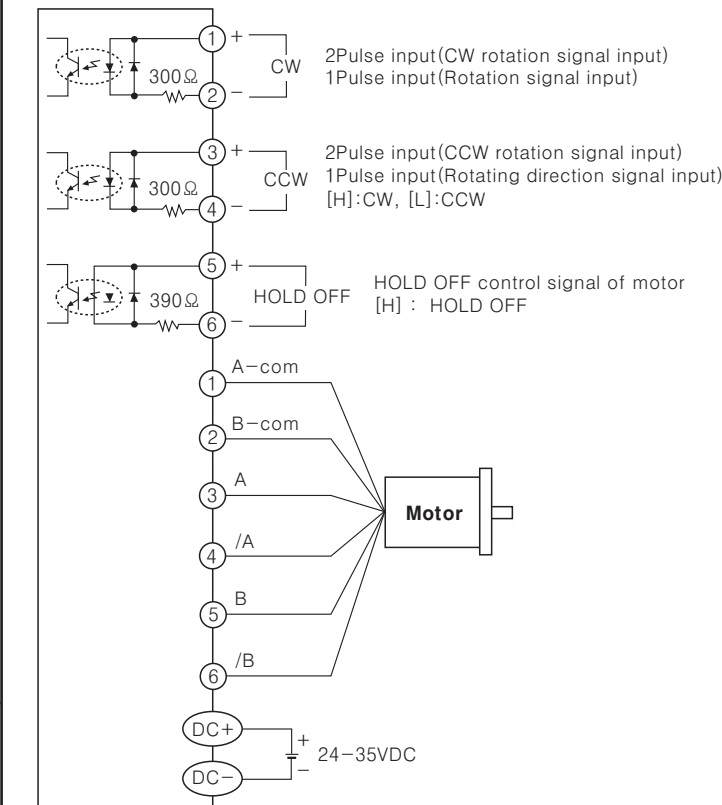 1 +
CW
2Pulse input(CW rotation signal input)
1Pulse input(Rotation signal input)
300Ω
2 −
3 +
CCW
2Pulse input(CCW rotation signal input)
1Pulse input(Rotating direction signal input)
[H]:CW, [L]:CCW
300Ω
4 −
5 +
HOLD OFF
HOLD OFF control signal of motor
[H] : HOLD OFF
390Ω
6 −
1 A-com
2 B-com
3 A
4 /A
5 B
6 /B
Motor
DC+
+
24-35VDC
−
DC-